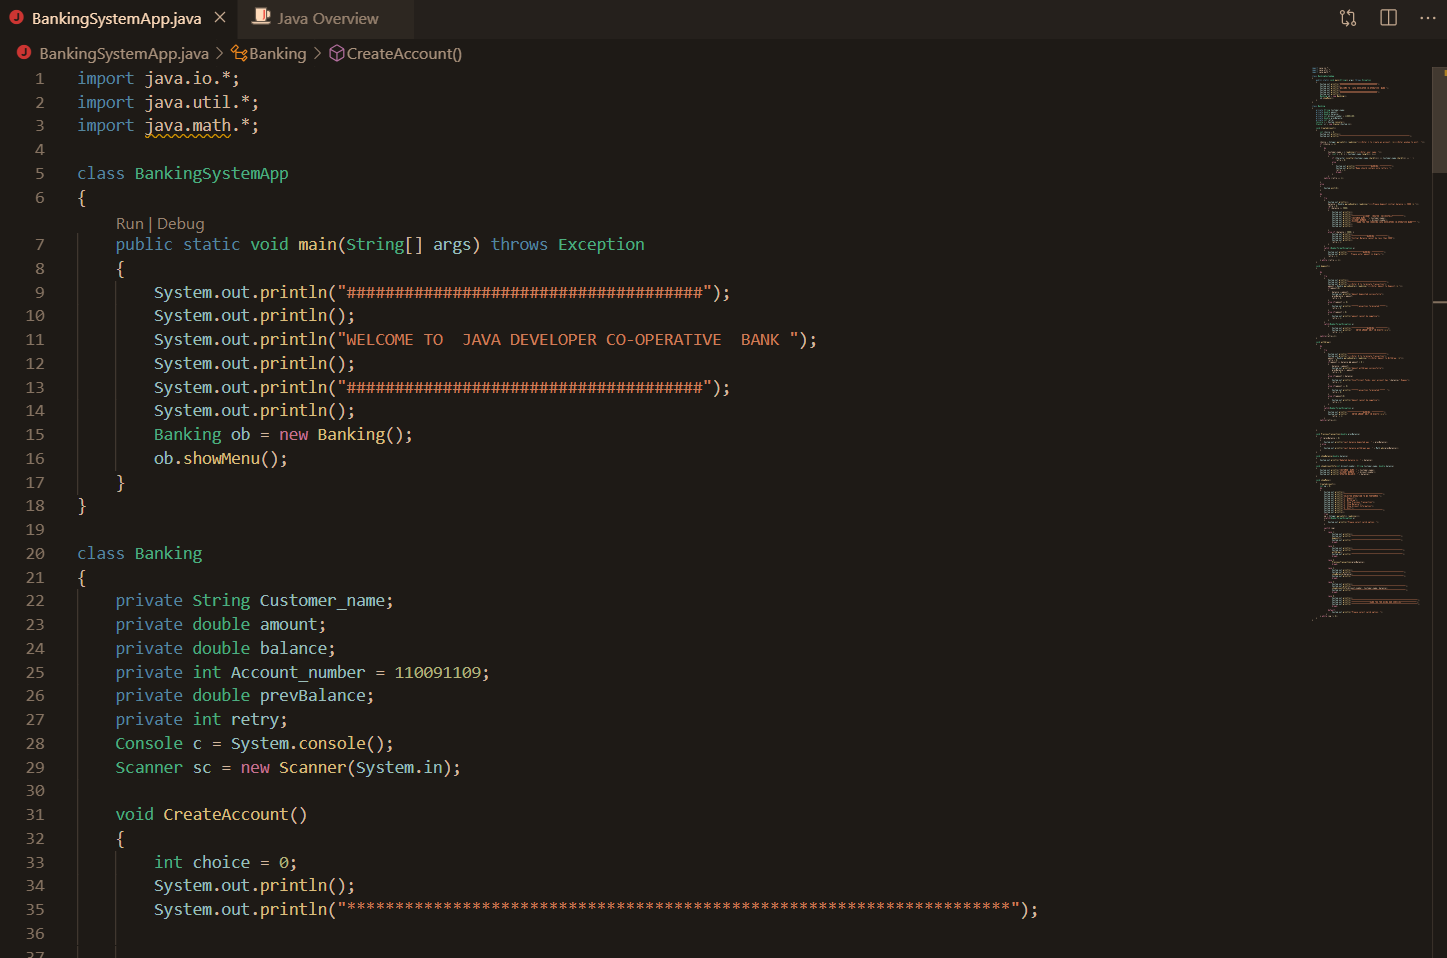 BankingSystemApp.java Java Overview
BankingSystemApp.java > Banking > CreateAccount()
1 import java.io.*;
2 import java.util.*;
3 import java.math.*;
4
5 class BankingSystemApp
6 {
Run | Debug
7 public static void main(String[] args) throws Exception
8 {
9 System.out.println("#####################################");
10 System.out.println();
11 System.out.println("WELCOME TO  JAVA DEVELOPER CO-OPERATIVE  BANK ");
12 System.out.println();
13 System.out.println("#####################################");
14 System.out.println();
15 Banking ob = new Banking();
16 ob.showMenu();
17 }
18 }
19
20 class Banking
21 {
22 private String Customer_name;
23 private double amount;
24 private double balance;
25 private int Account_number = 110091109;
26 private double prevBalance;
27 private int retry;
28 Console c = System.console();
29 Scanner sc = new Scanner(System.in);
30
31 void CreateAccount()
32 {
33 int choice = 0;
34 System.out.println();
35 System.out.println("*********************************************************************");
36
37